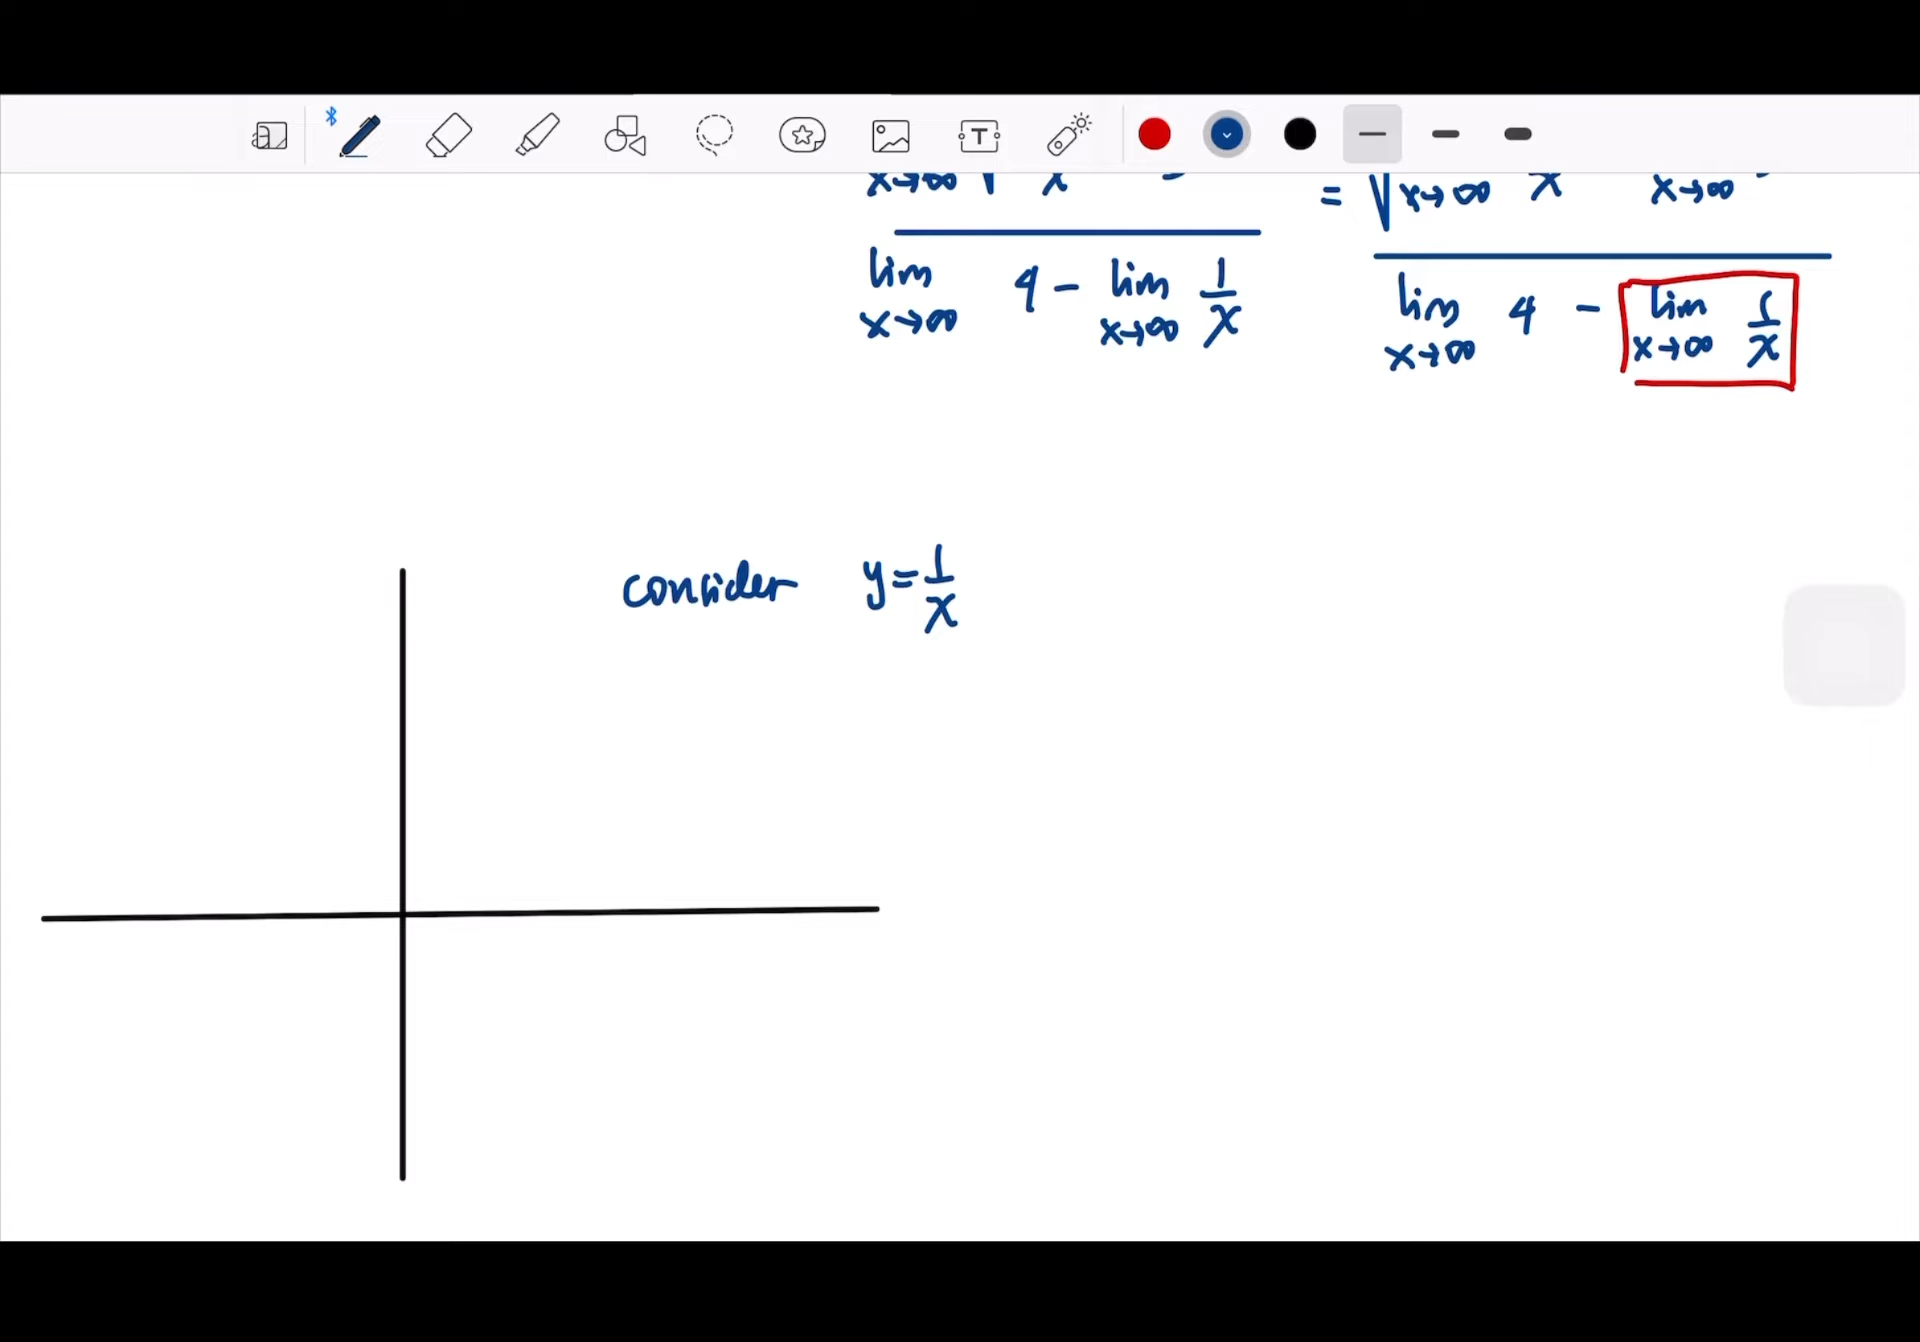 x→∞ √ x
= √ x→∞ x x→∞
lim 4 - lim 1/x
x→∞ x→∞
lim 4 - lim 1/x
x→∞ x→∞
consider y = 1/x